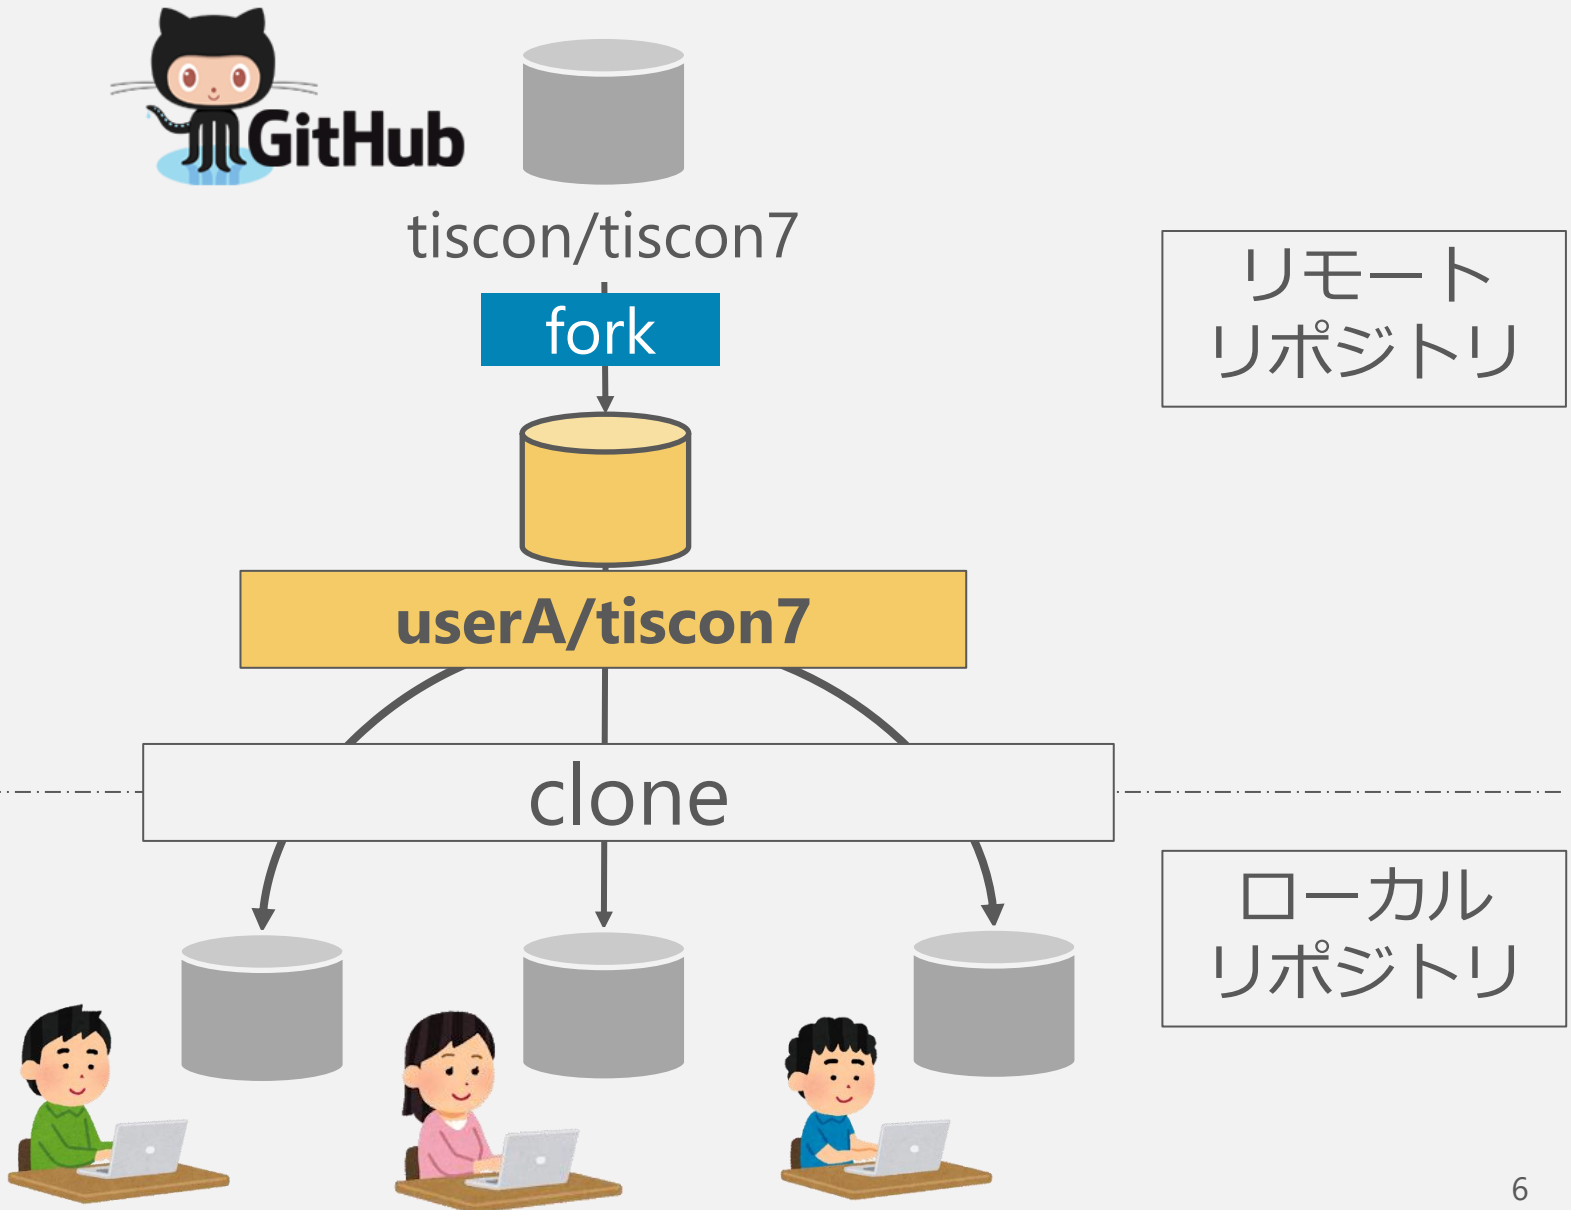 GitHub
tiscon/tiscon7
リモート
リポジトリ
fork
userA/tiscon7
clone
ローカル
リポジトリ
6